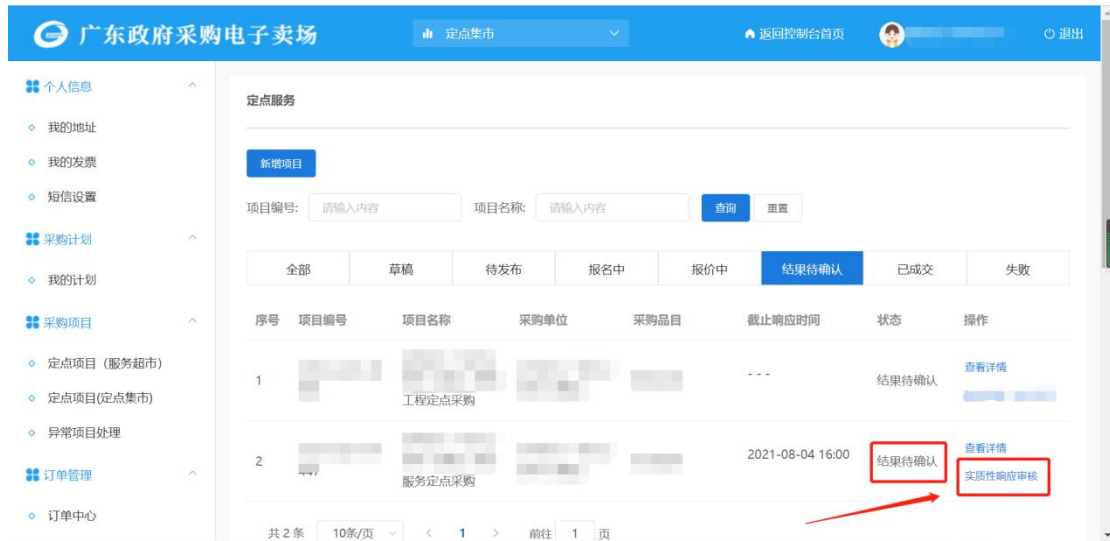 广东政府采购电子卖场
定点集市
返回控制台首页
退出
个人信息
我的地址
我的发票
短信设置
采购计划
我的计划
采购项目
定点项目（服务超市）
定点项目(定点集市)
异常项目处理
订单管理
订单中心
定点服务
新增项目
项目编号: 请输入内容 项目名称: 请输入内容 查询 重置
全部 草稿 待发布 报名中 报价中 结果待确认 已成交 失败
序号 项目编号 项目名称 采购单位 采购品目 截止响应时间 状态 操作
1 工程定点采购 - - - 结果待确认 查看详情
2 服务定点采购 2021-08-04 16:00 结果待确认 查看详情
实质性响应审核
共 2 条 10条/页 < 1 > 前往 1 页